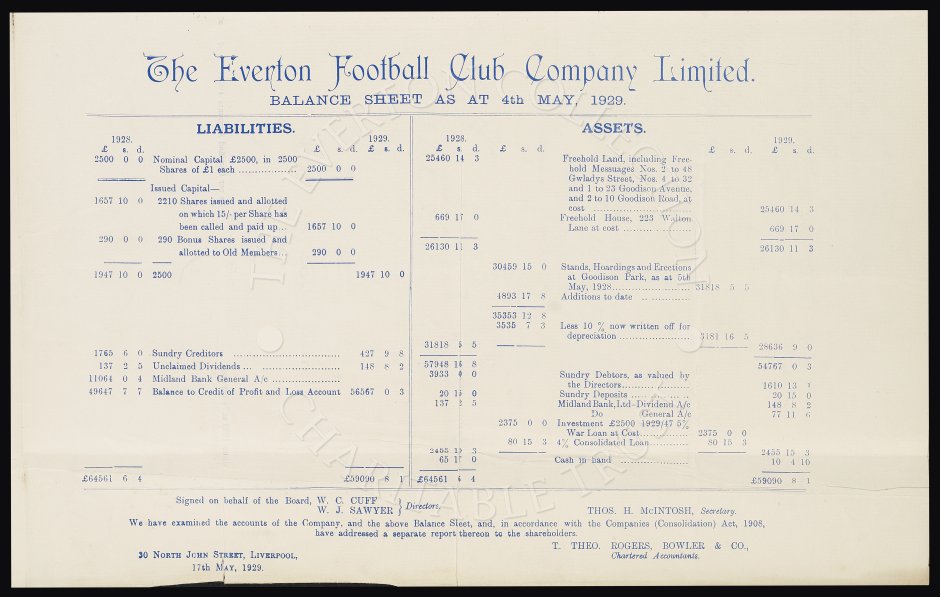 The Everton Football Club Company Limited.
BALANCE SHEET AS AT 4th MAY, 1929.
LIABILITIES.
1928. 1929.
£ s. d. £ s. d. £ s. d.
2500 0 0 Nominal Capital £2500, in 2500
Shares of £1 each 2500 0 0
Issued Capital—
1657 10 0 2210 Shares issued and allotted
on which 15/- per Share has
been called and paid up... 1657 10 0
290 0 0 290 Bonus Shares issued and
allotted to Old Members... 290 0 0
1947 10 0 2500 1947 10 0
1765 6 0 Sundry Creditors 427 9 8
137 2 5 Unclaimed Dividends 148 8 2
11064 0 4 Midland Bank General A/c
49647 7 7 Balance to Credit of Profit and Loss Account 56567 0 3
£64561 6 4 £59090 8 1
ASSETS.
1928. 1929.
£ s. d. £ s. d. £ s. d.
25460 14 3 Freehold Land, including Free-
hold Messuages Nos. 2 to 48
Gwladys Street, Nos. 4 to 32
and 1 to 23 Goodison Avenue,
and 2 to 10 Goodison Road, at
cost 25460 14 3
669 17 0 Freehold House, 223 Walton
Lane at cost 669 17 0
26130 11 3 26130 11 3
30459 15 0 Stands, Hoardings and Erections
at Goodison Park, as at 5th
May, 1928 31818 5 5
4893 17 8 Additions to date
35353 12 8
3535 7 3 Less 10 % now written off for
depreciation 3181 16 5
31818 5 5 28636 9 0
57948 16 8 54767 0 3
3933 0 0 Sundry Debtors, as valued by
the Directors 1610 13 1
20 15 0 Sundry Deposits 20 15 0
137 2 5 Midland Bank, Ltd—Dividend A/c 148 8 2
Do General A/c 77 11 6
2375 0 0 Investment £2500 1929/47 5%
War Loan at Cost 2375 0 0
80 15 3 4% Consolidated Loan 80 15 3
2455 15 3 2455 15 3
65 17 0 Cash in hand 10 4 10
£64561 6 4 £59090 8 1
Signed on behalf of the Board, W. C. CUFF
W. J. SAWYER } Directors.
THOS. H. McINTOSH, Secretary.
We have examined the accounts of the Company, and the above Balance Sheet, and, in accordance with the Companies (Consolidation) Act, 1908,
have addressed a separate report thereon to the shareholders.
T. THEO. ROGERS, BOWLER & CO.,
Chartered Accountants.
30 NORTH JOHN STREET, LIVERPOOL,
17th MAY, 1929.
THE EVERTON COLLECTION
CHARITABLE TRUST